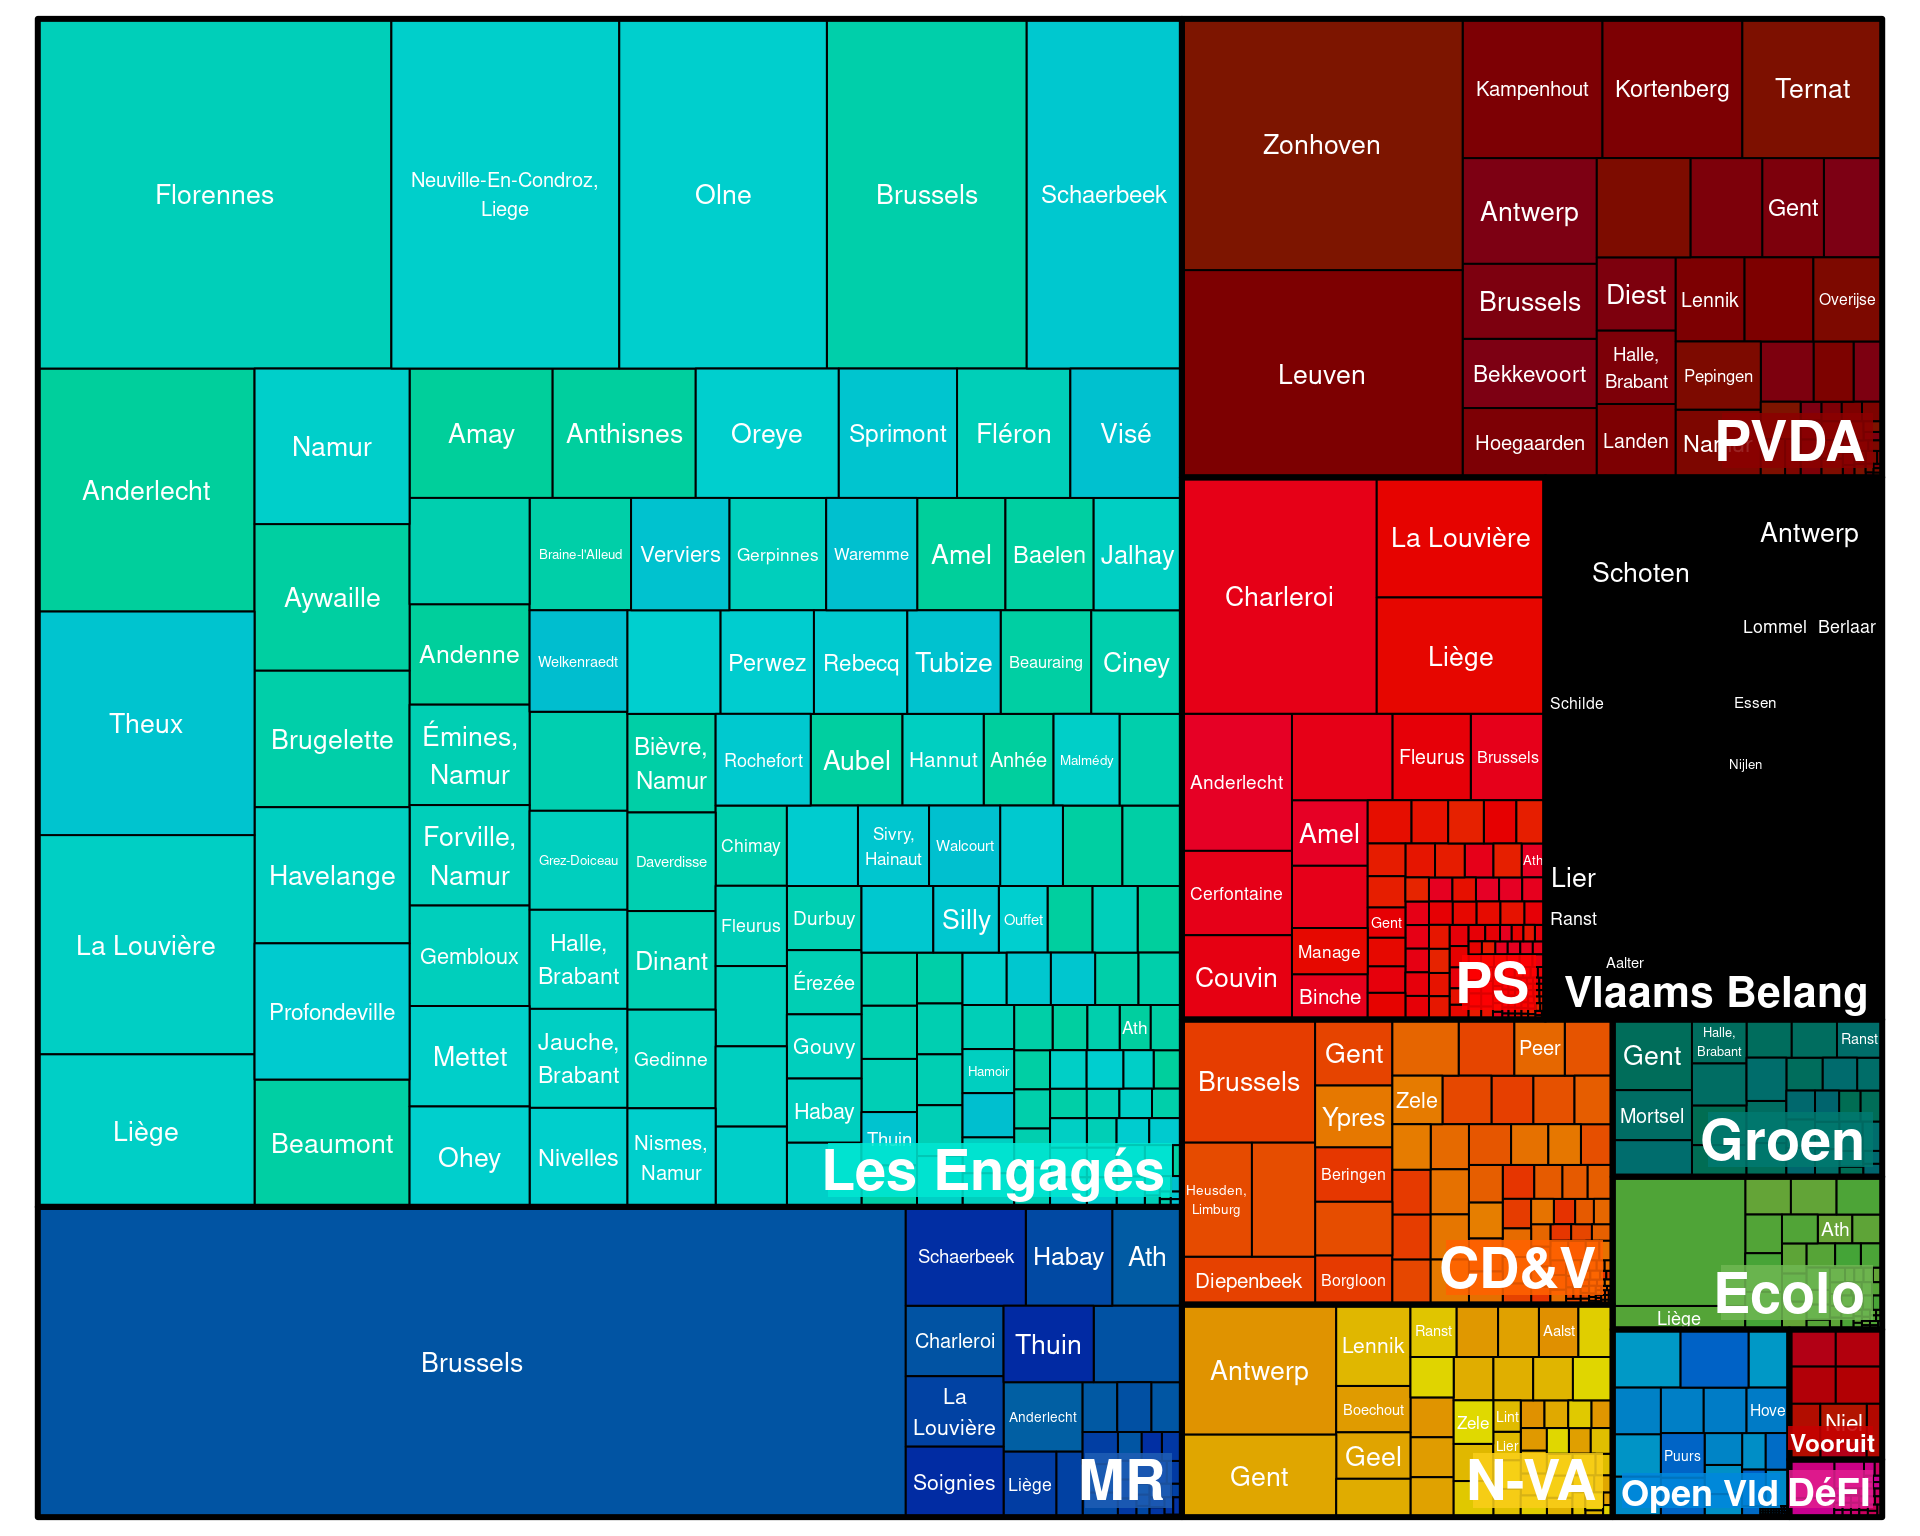 Florennes
Neuville-En-Condroz,
Liege
Olne
Brussels
Schaerbeek
Anderlecht
Theux
La Louvière
Liège
Namur
Aywaille
Brugelette
Havelange
Profondeville
Beaumont
Amay
Anthisnes
Oreye
Sprimont
Fléron
Visé
Andenne
Émines,
Namur
Forville,
Namur
Gembloux
Mettet
Ohey
Braine-l'Alleud
Verviers
Gerpinnes
Waremme
Amel
Baelen
Jalhay
Welkenraedt
Grez-Doiceau
Halle,
Brabant
Jauche,
Brabant
Nivelles
Perwez
Rebecq
Tubize
Beauraing
Ciney
Bièvre,
Namur
Daverdisse
Dinant
Gedinne
Nismes,
Namur
Rochefort
Aubel
Hannut
Anhée
Malmédy
Chimay
Fleurus
Sivry,
Hainaut
Walcourt
Durbuy
Érezée
Gouvy
Habay
Silly
Ouffet
Thuin
Hamoir
Ath
Les Engagés
Brussels
Schaerbeek
Habay
Ath
Charleroi
La
Louvière
Soignies
Thuin
Anderlecht
Liège
MR
Zonhoven
Leuven
Kampenhout
Kortenberg
Ternat
Antwerp
Brussels
Bekkevoort
Hoegaarden
Gent
Diest
Halle,
Brabant
Landen
Lennik
Overijse
Pepingen
Namur
PVDA
Charleroi
La Louvière
Liège
Anderlecht
Cerfontaine
Couvin
Fleurus
Brussels
Amel
Manage
Binche
Gent
Ath
PS
Schoten
Antwerp
Lommel
Berlaar
Schilde
Essen
Nijlen
Lier
Ranst
Aalter
Vlaams Belang
Brussels
Heusden,
Limburg
Diepenbeek
Gent
Ypres
Beringen
Borgloon
Peer
Zele
CD&V
Antwerp
Gent
Lennik
Boechout
Geel
Ranst
Aalst
Zele
Lint
Lier
N-VA
Gent
Mortsel
Halle,
Brabant
Ranst
Groen
Ath
Liège
Ecolo
Hove
Puurs
Open Vld
Niel
Vooruit
DéFI